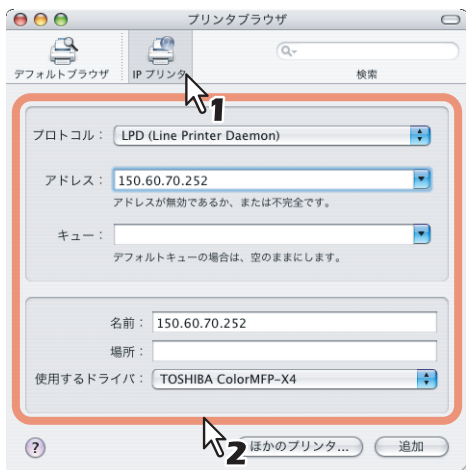 プリンタブラウザ
デフォルトブラウザ
IP プリンタ
検索
1
プロトコル： LPD (Line Printer Daemon)
アドレス： 150.60.70.252
アドレスが無効であるか、または不完全です。
キュー：
デフォルトキューの場合は、空のままにします。
名前： 150.60.70.252
場所：
使用するドライバ： TOSHIBA ColorMFP-X4
? 2 ほかのプリンタ... 追加